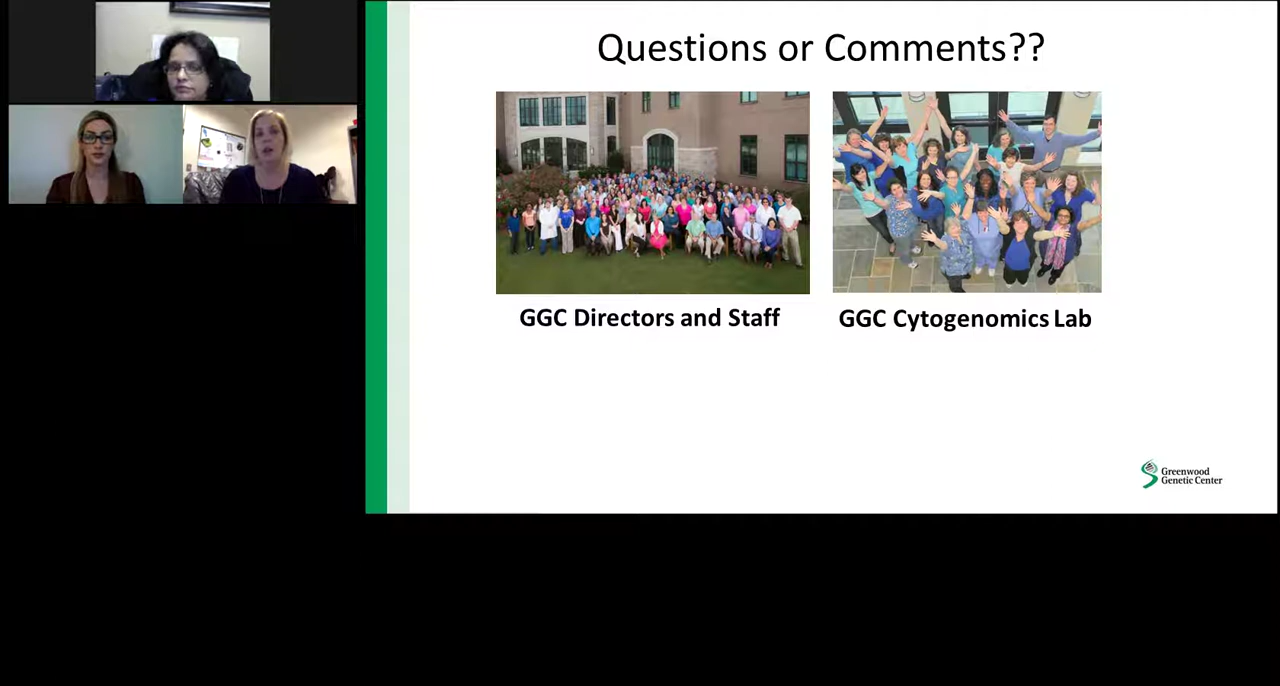 Questions or Comments??
GGC Directors and Staff
GGC Cytogenomics Lab
Greenwood
Genetic Center